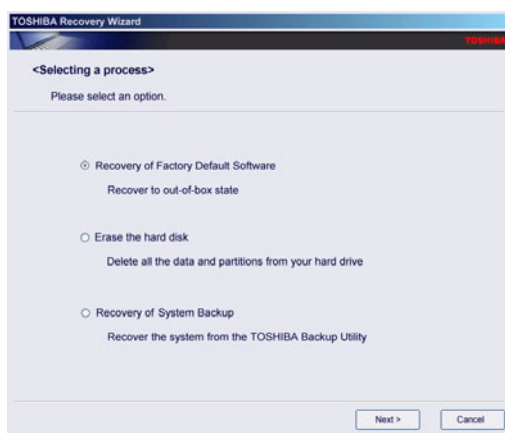 TOSHIBA Recovery Wizard
TOSHIBA
<Selecting a process>
Please select an option.
Recovery of Factory Default Software
Recover to out-of-box state
Erase the hard disk
Delete all the data and partitions from your hard drive
Recovery of System Backup
Recover the system from the TOSHIBA Backup Utility
Next >
Cancel